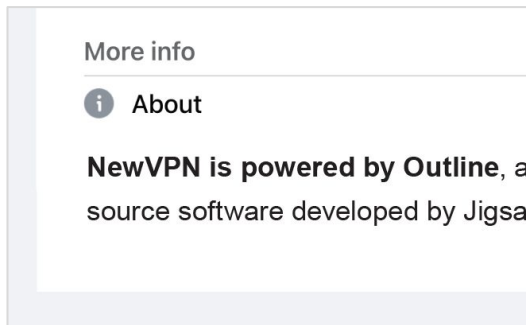 More info
About
NewVPN is powered by Outline, a
source software developed by Jigsa